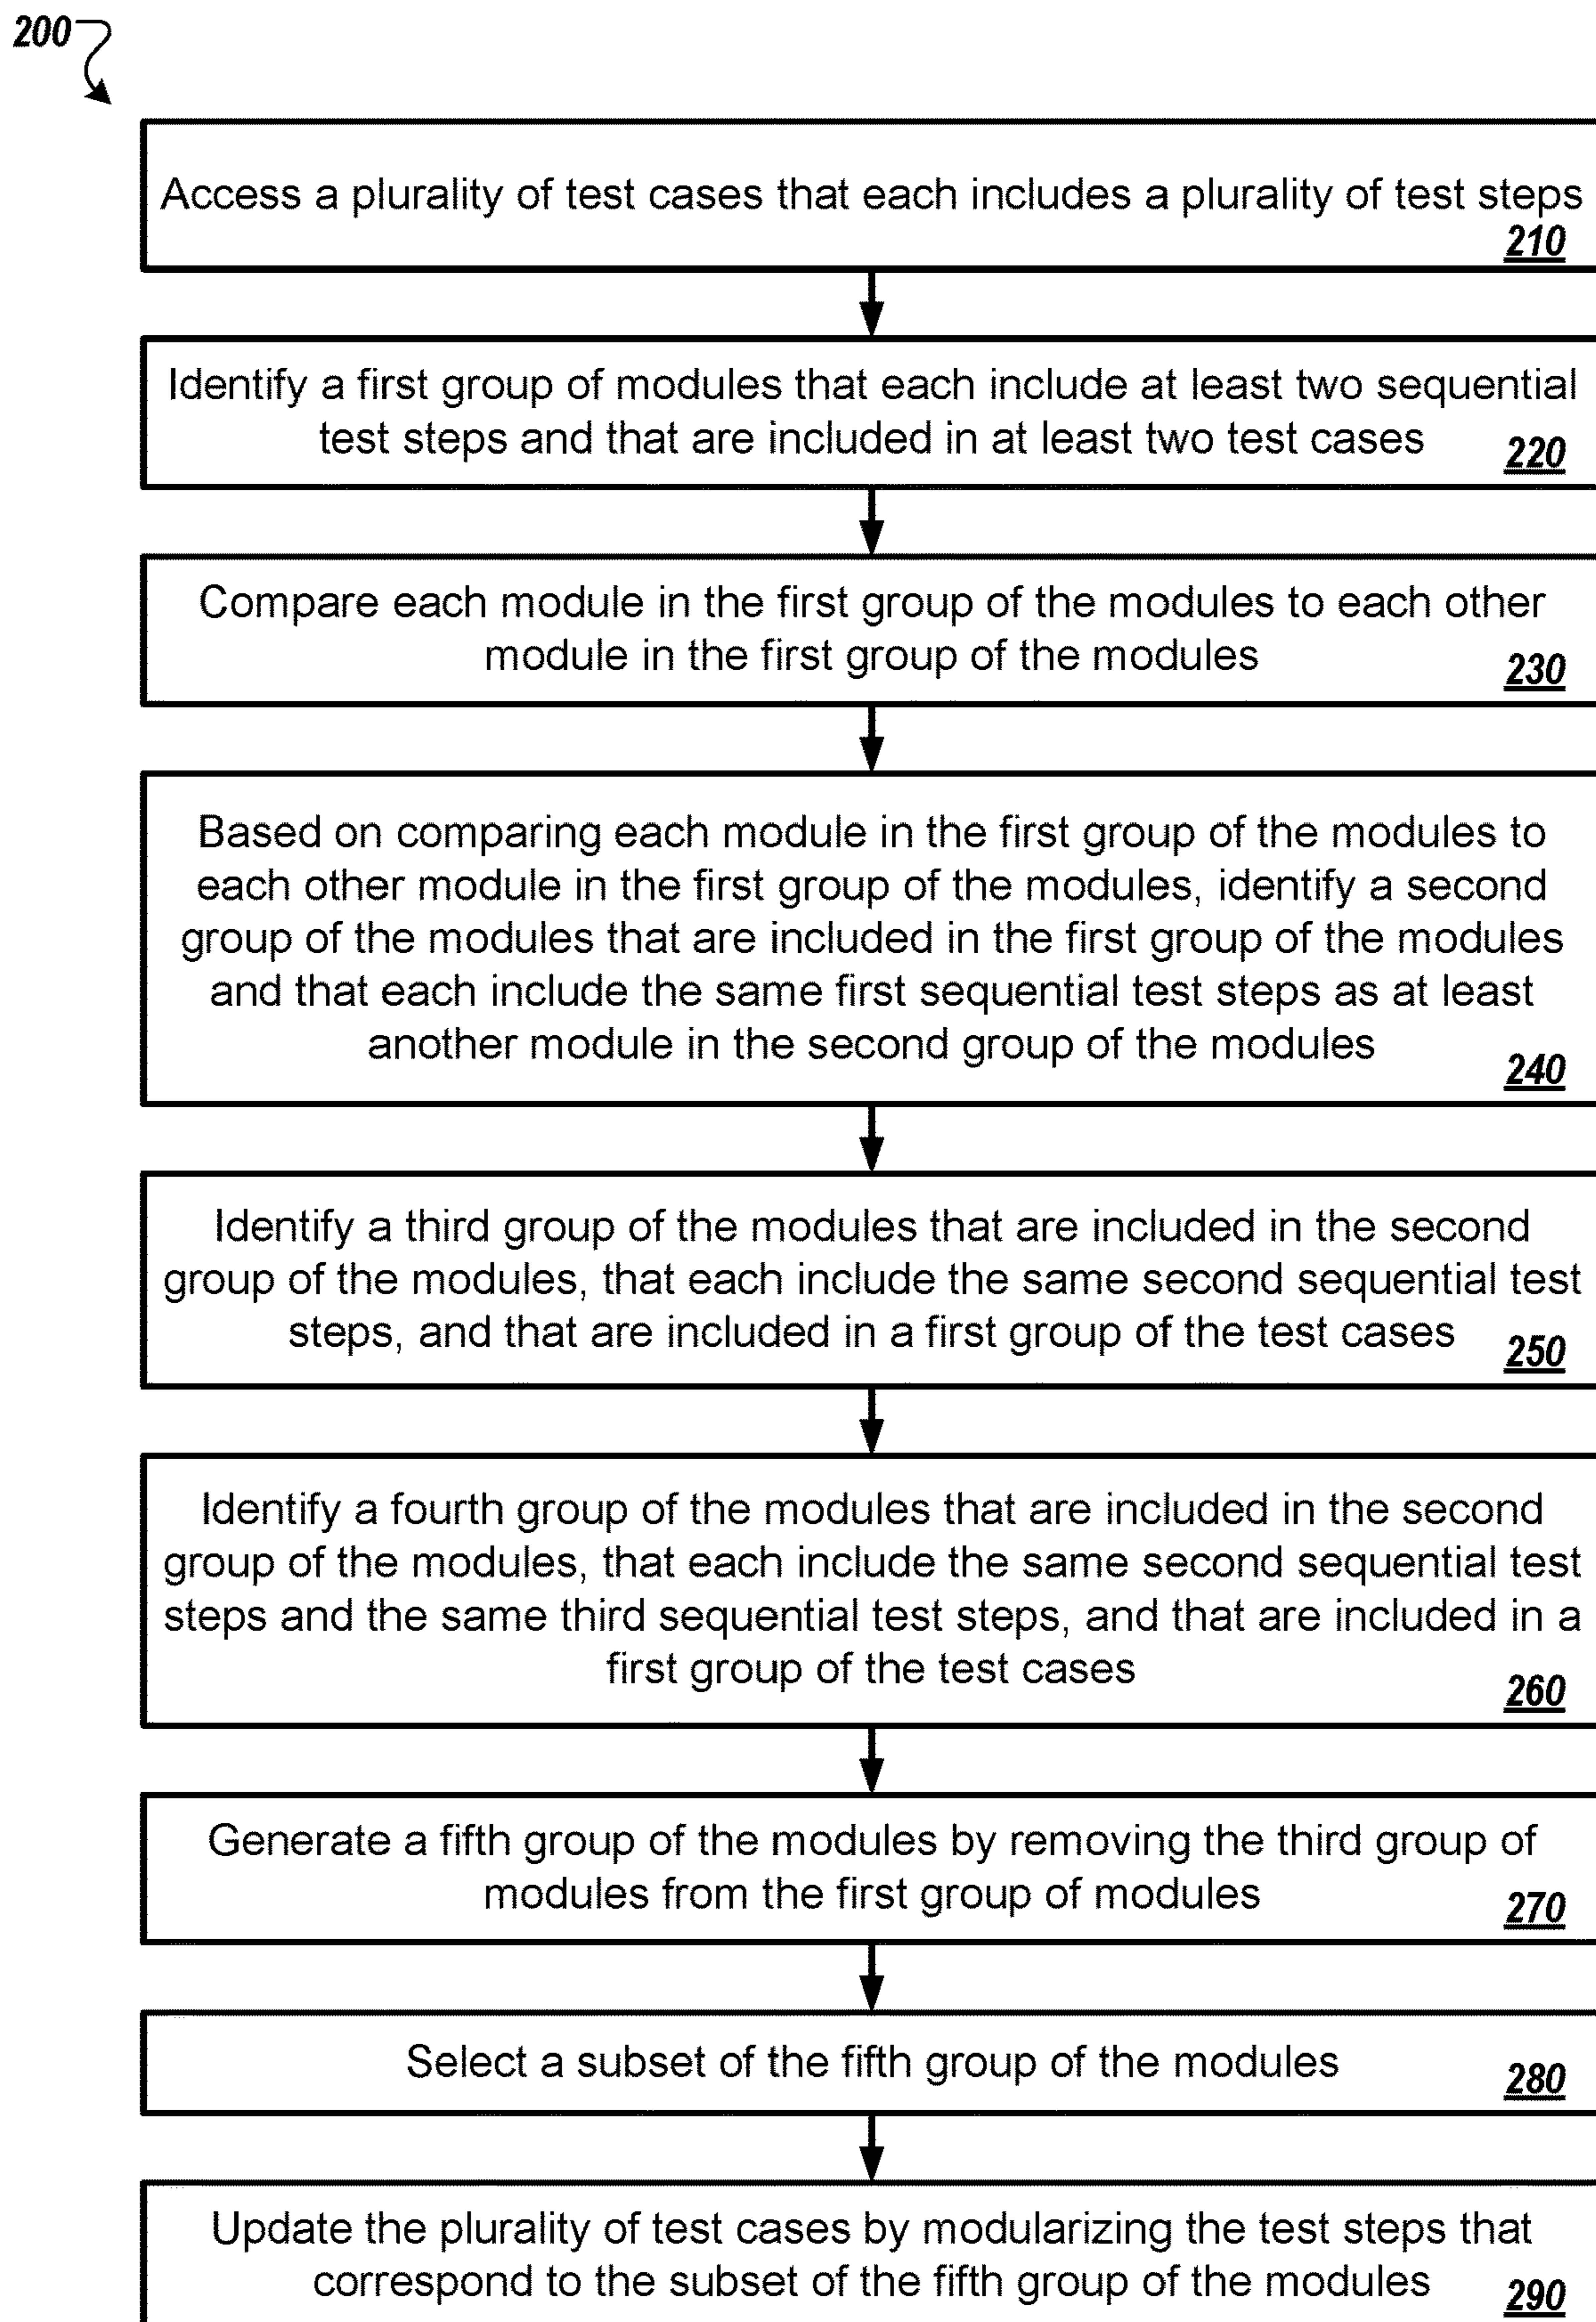 200
Access a plurality of test cases that each includes a plurality of test steps
210
Identify a first group of modules that each include at least two sequential
test steps and that are included in at least two test cases
220
Compare each module in the first group of the modules to each other
module in the first group of the modules
230
Based on comparing each module in the first group of the modules to
each other module in the first group of the modules, identify a second
group of the modules that are included in the first group of the modules
and that each include the same first sequential test steps as at least
another module in the second group of the modules
240
Identify a third group of the modules that are included in the second
group of the modules, that each include the same second sequential test
steps, and that are included in a first group of the test cases
250
Identify a fourth group of the modules that are included in the second
group of the modules, that each include the same second sequential test
steps and the same third sequential test steps, and that are included in a
first group of the test cases
260
Generate a fifth group of the modules by removing the third group of
modules from the first group of modules
270
Select a subset of the fifth group of the modules
280
Update the plurality of test cases by modularizing the test steps that
correspond to the subset of the fifth group of the modules
290